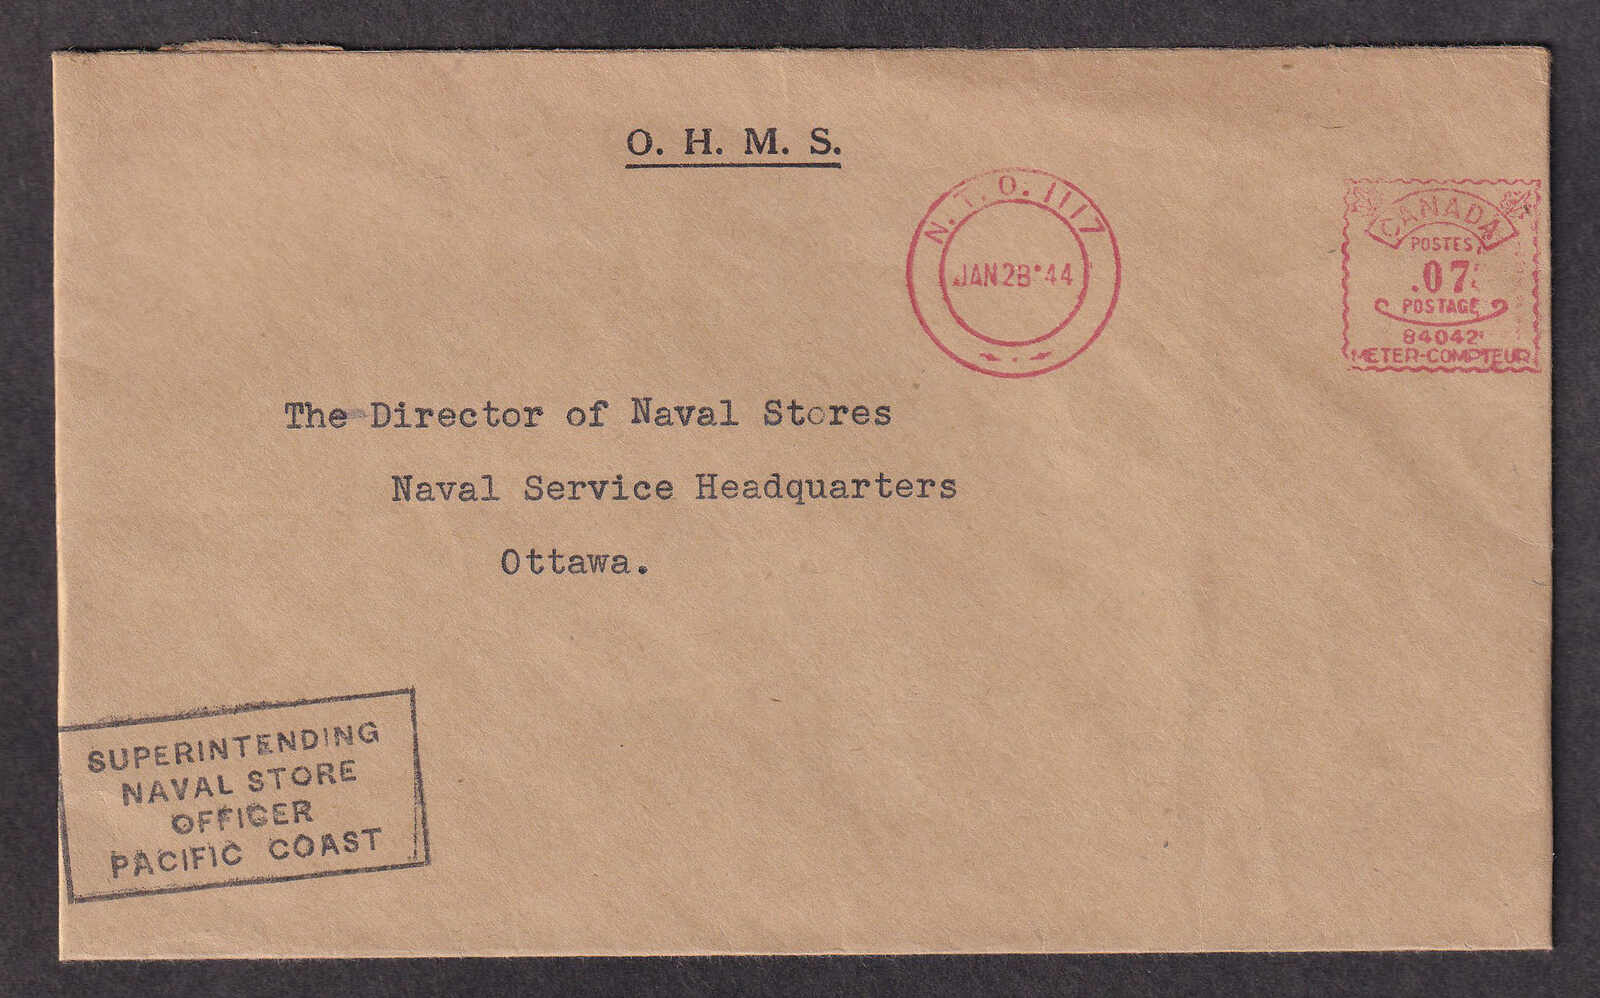 O. H. M. S.
N.T.O. 1117
JAN 28 '44
CANADA
POSTES
.07
POSTAGE
84042
METER-COMPTEUR
The Director of Naval Stores
Naval Service Headquarters
Ottawa.
SUPERINTENDING
NAVAL STORE
OFFICER
PACIFIC COAST